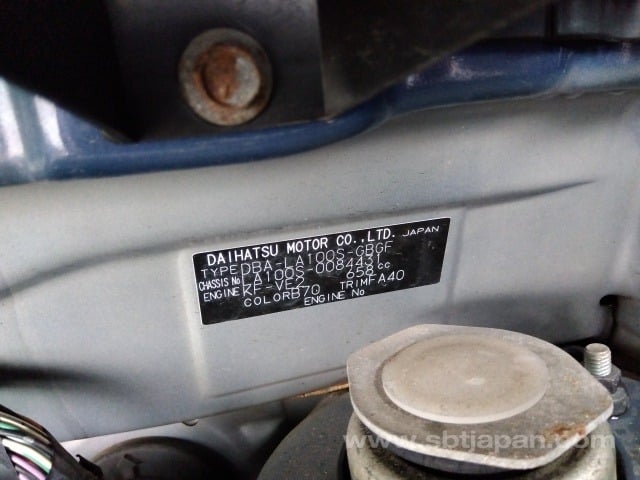 DAIHATSU MOTOR CO.,LTD. JAPAN
TYPE DBA-LA100S-GBGF
CHASSIS No LA100S-0084431
ENGINE KF-VE2 658 cc
COLOR B70 TRIM FA40
ENGINE No
www.sbtjapan.com